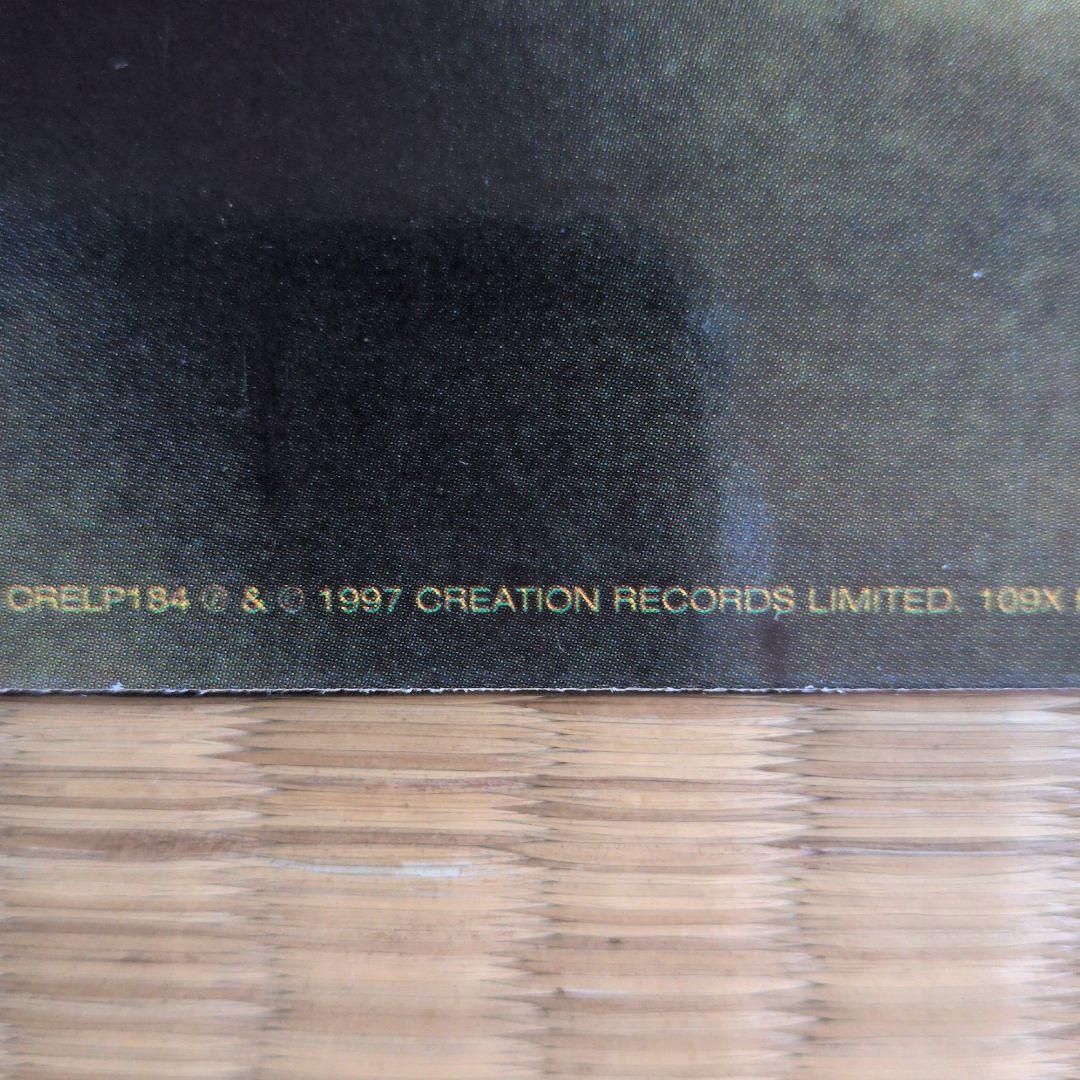 CRELP184 ℗ & © 1997 CREATION RECORDS LIMITED. 109X